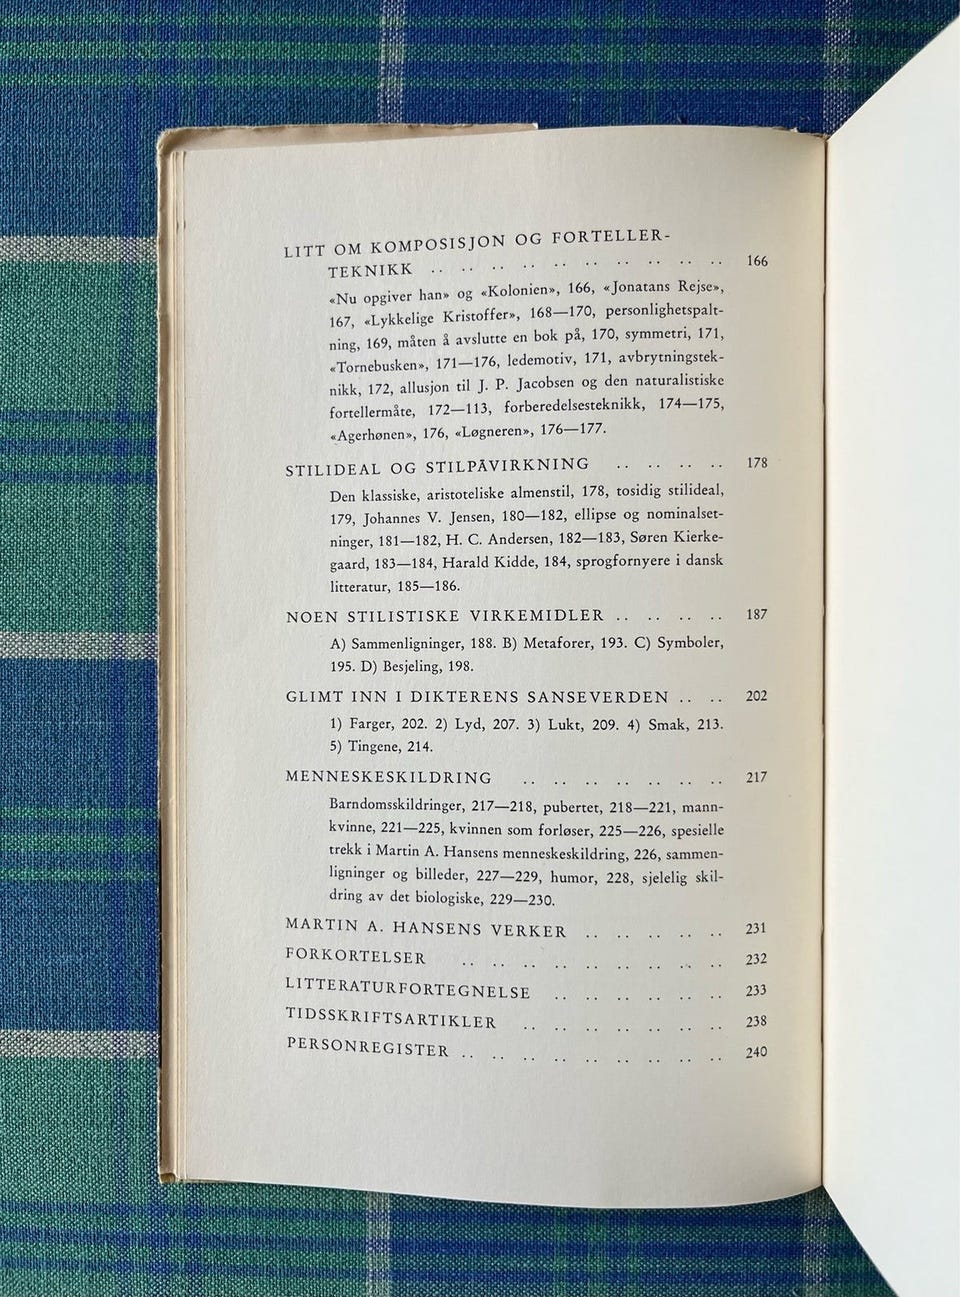 LITT OM KOMPOSISJON OG FORTELLER-
TEKNIKK .. .. .. .. .. .. .. .. .. .. 166
«Nu opgiver han» og «Kolonien», 166, «Jonatans Rejse»,
167, «Lykkelige Kristoffer», 168—170, personlighetspalt-
ning, 169, måten å avslutte en bok på, 170, symmetri, 171,
«Tornebusken», 171—176, ledemotiv, 171, avbrytningstek-
nikk, 172, allusjon til J. P. Jacobsen og den naturalistiske
fortellermåte, 172—113, forberedelsesteknikk, 174—175,
«Agerhønen», 176, «Løgneren», 176—177.
STILIDEAL OG STILPÅVIRKNING .. .. .. .. 178
Den klassiske, aristoteliske almenstil, 178, tosidig stilideal,
179, Johannes V. Jensen, 180—182, ellipse og nominalset-
ninger, 181—182, H. C. Andersen, 182—183, Søren Kierke-
gaard, 183—184, Harald Kidde, 184, sprogfornyere i dansk
litteratur, 185—186.
NOEN STILISTISKE VIRKEMIDLER .. .. .. .. 187
A) Sammenligninger, 188. B) Metaforer, 193. C) Symboler,
195. D) Besjeling, 198.
GLIMT INN I DIKTERENS SANSEVERDEN .. .. 202
1) Farger, 202. 2) Lyd, 207. 3) Lukt, 209. 4) Smak, 213.
5) Tingene, 214.
MENNESKESKILDRING .. .. .. .. .. .. .. 217
Barndomsskildringer, 217—218, pubertet, 218—221, mann-
kvinne, 221—225, kvinnen som forløser, 225—226, spesielle
trekk i Martin A. Hansens menneskeskildring, 226, sammen-
ligninger og billeder, 227—229, humor, 228, sjelelig skil-
dring av det biologiske, 229—230.
MARTIN A. HANSENS VERKER .. .. .. .. .. 231
FORKORTELSER .. .. .. .. .. .. .. .. .. 232
LITTERATURFORTEGNELSE .. .. .. .. .. .. 233
TIDSSKRIFTSARTIKLER .. .. .. .. .. .. .. 238
PERSONREGISTER .. .. .. .. .. .. .. .. .. 240